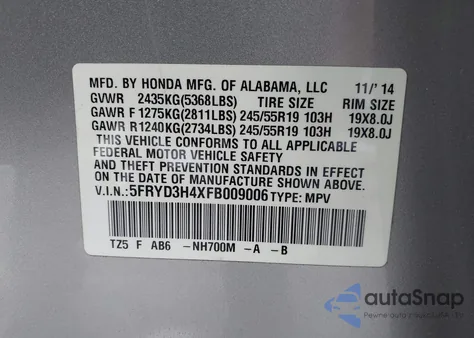 MFD. BY HONDA MFG. OF ALABAMA, LLC 11/' 14
GVWR 2435KG(5368LBS) TIRE SIZE RIM SIZE
GAWR F 1275KG(2811LBS) 245/55R19 103H 19X8.0J
GAWR R1240KG(2734LBS) 245/55R19 103H 19X8.0J
THIS VEHICLE CONFORMS TO ALL APPLICABLE
FEDERAL MOTOR VEHICLE SAFETY
AND THEFT PREVENTION STANDARDS IN EFFECT
ON THE DATE OF MANUFACTURE SHOWN ABOVE.
V.I.N.:5FRYD3H4XFB009006 TYPE: MPV
TZ5 F AB6 -NH700M -A -B
autoSnap